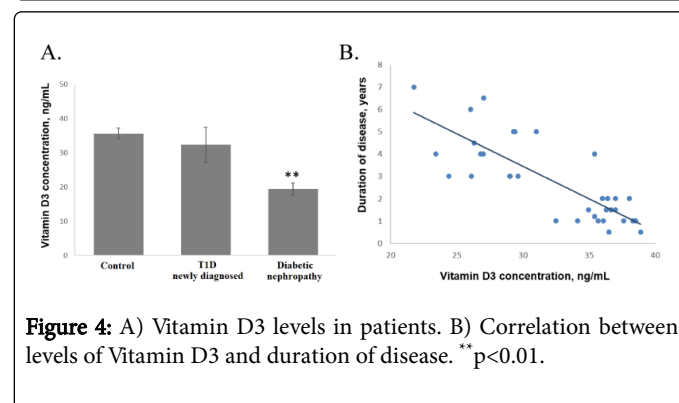 A.
B.
Vitamin D3 concentration, ng/mL
50
40
30
20
10
0
**
Control
T1D
newly diagnosed
Diabetic
nephropathy
Duration of disease, years
8
7
6
5
4
3
2
1
0
20
25
30
35
40
Vitamin D3 concentration, ng/mL
Figure 4: A) Vitamin D3 levels in patients. B) Correlation between
levels of Vitamin D3 and duration of disease. **p<0.01.